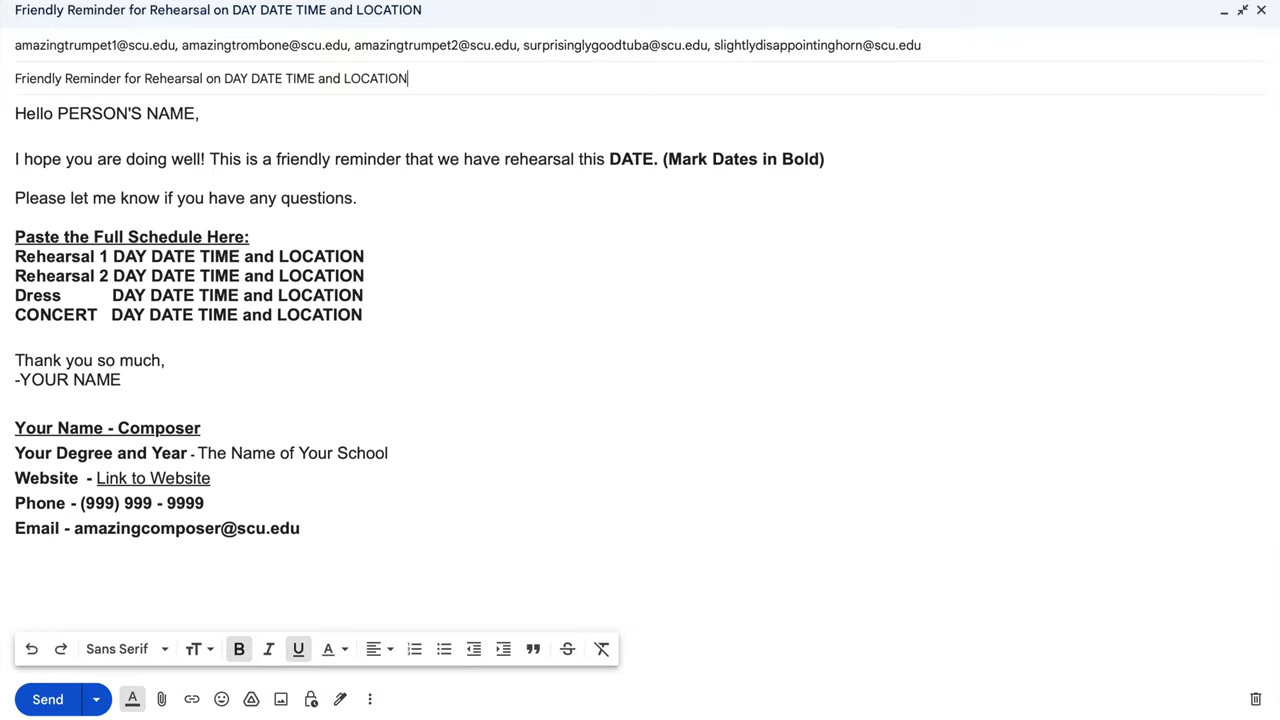 Friendly Reminder for Rehearsal on DAY DATE TIME and LOCATION
amazingtrumpet1@scu.edu, amazingtrombone@scu.edu, amazingtrumpet2@scu.edu, surprisinglygoodtuba@scu.edu, slightlydisappointinghorn@scu.edu
Friendly Reminder for Rehearsal on DAY DATE TIME and LOCATION
Hello PERSON'S NAME,
I hope you are doing well! This is a friendly reminder that we have rehearsal this DATE. (Mark Dates in Bold)
Please let me know if you have any questions.
Paste the Full Schedule Here:
Rehearsal 1 DAY DATE TIME and LOCATION
Rehearsal 2 DAY DATE TIME and LOCATION
Dress DAY DATE TIME and LOCATION
CONCERT DAY DATE TIME and LOCATION
Thank you so much,
-YOUR NAME
Your Name - Composer
Your Degree and Year - The Name of Your School
Website - Link to Website
Phone - (999) 999 - 9999
Email - amazingcomposer@scu.edu
Sans Serif
Send